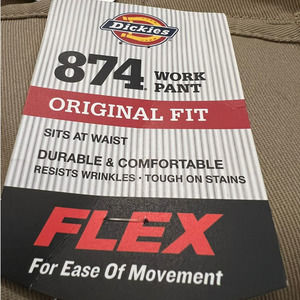 Dickies
874 WORK PANT
ORIGINAL FIT
SITS AT WAIST
DURABLE & COMFORTABLE
RESISTS WRINKLES • TOUGH ON STAINS
FLEX
For Ease Of Movement